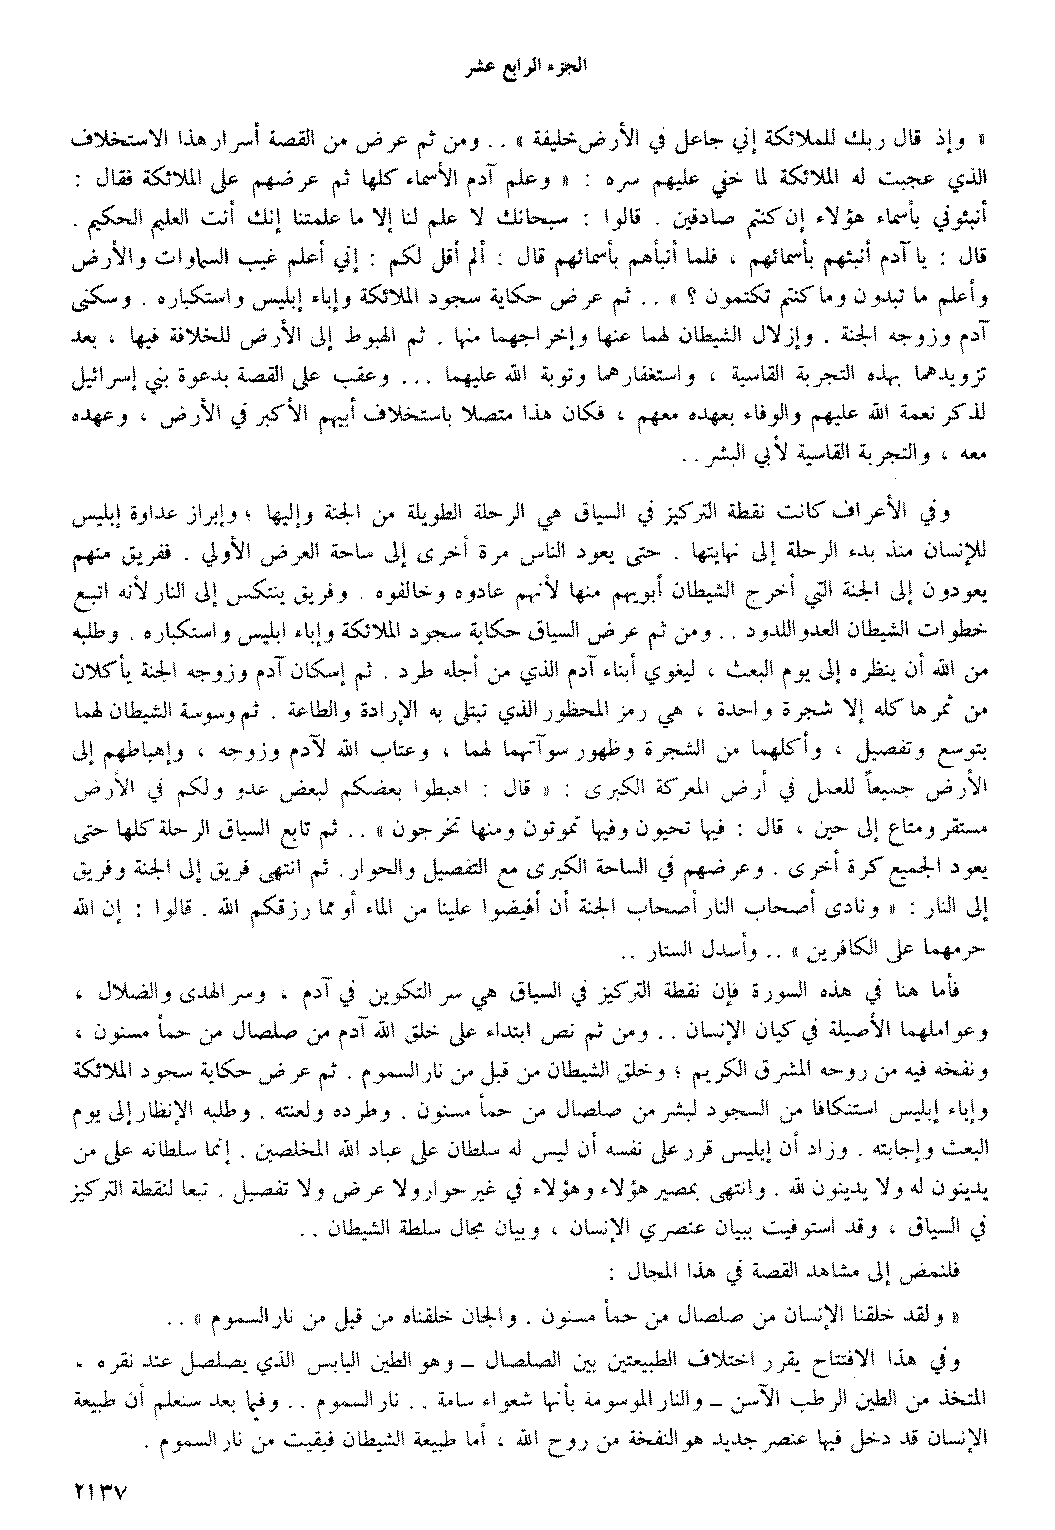 الجزء الرابع عشر
« وإذ قال ربك للملائكة إني جاعل في الأرض خليفة » .. ومن ثم عرض من القصة أسرار هذا الاستخلاف
الذي عجبت له الملائكة لما خفي عليهم سره : « وعلم آدم الأسماء كلها ثم عرضهم على الملائكة فقال :
أنبئوني بأسماء هؤلاء إن كنتم صادقين . قالوا : سبحانك لا علم لنا إلا ما علمتنا إنك أنت العليم الحكيم .
قال : يا آدم أنبئهم بأسمائهم ، فلما أنبأهم بأسمائهم قال : ألم أقل لكم : إني أعلم غيب السماوات والأرض
وأعلم ما تبدون وما كنتم تكتمون ؟ » .. ثم عرض حكاية سجود الملائكة وإباء إبليس واستكباره . وسكنى
آدم وزوجه الجنة . وإزلال الشيطان لهما عنها وإخراجهما منها . ثم الهبوط إلى الأرض للخلافة فيها ، بعد
تزويدهما بهذه التجربة القاسية ، واستغفارهما وتوبة الله عليهما ... وعقب على القصة بدعوة بني إسرائيل
لذكر نعمة الله عليهم والوفاء بعهده معهم ، فكان هذا متصلا باستخلاف أبيهم الأكبر في الأرض ، وعهده
معه ، والتجربة القاسية لأبي البشر ..
وفي الأعراف كانت نقطة التركيز في السياق هي الرحلة الطويلة من الجنة وإليها ؛ وإبراز عداوة إبليس
للإنسان منذ بدء الرحلة إلى نهايتها . حتى يعود الناس مرة أخرى إلى ساحة العرض الأولي . ففريق منهم
يعودون إلى الجنة التي أخرج الشيطان أبويهم منها لأنهم عادوه وخالفوه . وفريق ينتكس إلى النار لأنه اتبع
خطوات الشيطان العدو اللدود .. ومن ثم عرض السياق حكاية سجود الملائكة وإباء ابليس واستكباره . وطلبه
من الله أن ينظره إلى يوم البعث ، ليغوي أبناء آدم الذي من أجله طرد . ثم إسكان آدم وزوجه الجنة يأكلان
من ثمرها كله إلا شجرة واحدة ، هي رمز المحظور الذي تبتلى به الإرادة والطاعة . ثم وسوسة الشيطان لهما
بتوسع وتفصيل ، وأكلهما من الشجرة وظهور سوآتهما لهما ، وعتاب الله لآدم وزوجه ، وإهباطهم إلى
الأرض جميعاً للعمل في أرض المعركة الكبرى : « قال : اهبطوا بعضكم لبعض عدو ولكم في الأرض
مستقر ومتاع إلى حين ، قال : فيها تحيون وفيها تموتون ومنها تخرجون » .. ثم تابع السياق الرحلة كلها حتى
يعود الجميع كرة أخرى . وعرضهم في الساحة الكبرى مع التفصيل والحوار. ثم انتهى فريق إلى الجنة وفريق
إلى النار : « ونادى أصحاب النار أصحاب الجنة أن أفيضوا علينا من الماء أو مما رزقكم الله . قالوا : إن الله
حرمهما على الكافرين » .. وأسدل الستار ..
فأما هنا في هذه السورة فإن نقطة التركيز في السياق هي سر التكوين في آدم ، وسر الهدى والضلال ،
وعواملهما الأصيلة في كيان الإنسان .. ومن ثم نص ابتداء على خلق الله آدم من صلصال من حمأ مسنون ،
ونفخه فيه من روحه المشرق الكريم ؛ وخلق الشيطان من قبل من نار السموم . ثم عرض حكاية سجود الملائكة
وإباء إبليس استنكافا من السجود لبشر من صلصال من حمأ مسنون . وطرده ولعنته . وطلبه الإنظار إلى يوم
البعث وإجابته . وزاد أن إبليس قرر على نفسه أن ليس له سلطان على عباد الله المخلصين . إنما سلطانه على من
يدينون له ولا يدينون لله . وانتهى بمصير هؤلاء وهؤلاء في غير حوار ولا عرض ولا تفصيل . تبعا لنقطة التركيز
في السياق ، وقد استوفيت ببيان عنصري الإنسان ، وبيان مجال سلطة الشيطان ..
فلنمض إلى مشاهد القصة في هذا المجال :
« ولقد خلقنا الإنسان من صلصال من حمأ مسنون . والجان خلقناه من قبل من نار السموم » ..
وفي هذا الافتتاح يقرر اختلاف الطبيعتين بين الصلصال – وهو الطين اليابس الذي يصلصل عند نقره ،
المتخذ من الطين الرطب الآسن – والنار الموسومة بأنها شعواء سامة .. نار السموم .. وفيما بعد سنعلم أن طبيعة
الإنسان قد دخل فيها عنصر جديد هو النفخة من روح الله ، أما طبيعة الشيطان فبقيت من نار السموم .
٢١٣٧